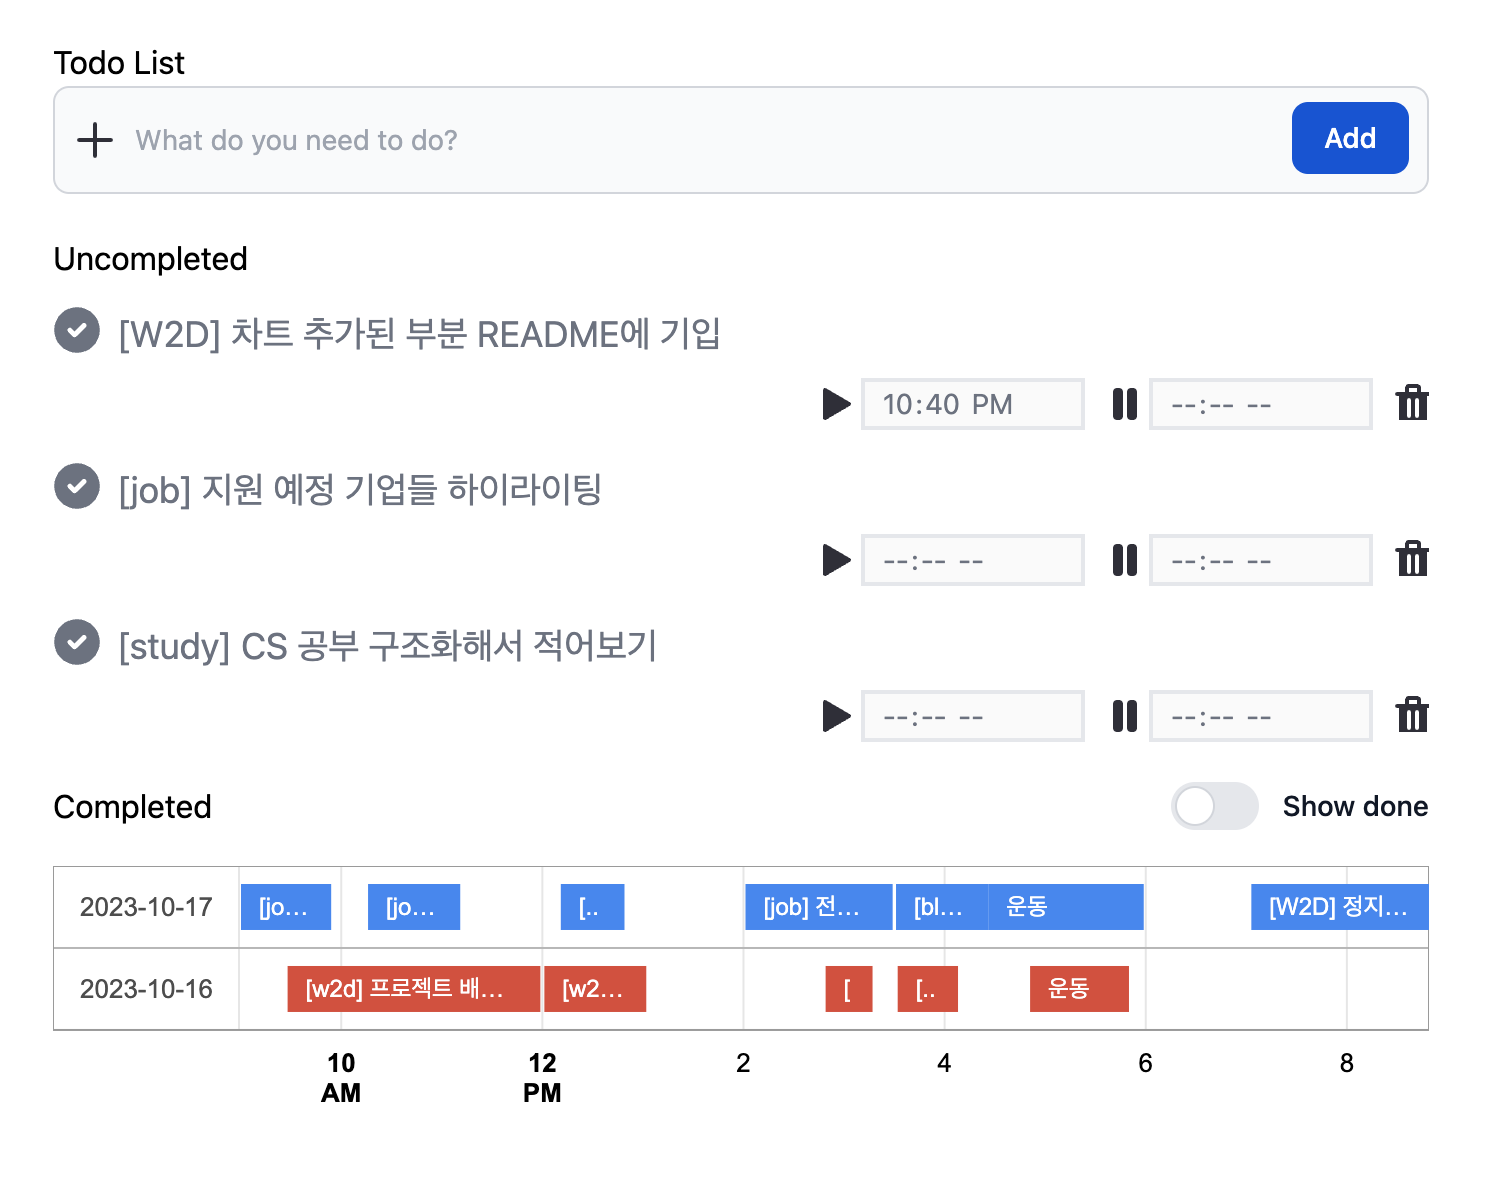 Todo List
What do you need to do?
Add
Uncompleted
[W2D] 차트 추가된 부분 README에 기입
10:40 PM --:-- --
[job] 지원 예정 기업들 하이라이팅
--:-- -- --:-- --
[study] CS 공부 구조화해서 적어보기
--:-- -- --:-- --
Completed
Show done
2023-10-17 [jo... [jo... [.. [job] 전... [bl... 운동 [W2D] 정지...
2023-10-16 [w2d] 프로젝트 배... [w2... [ [.. 운동
10 12 2 4 6 8
AM PM